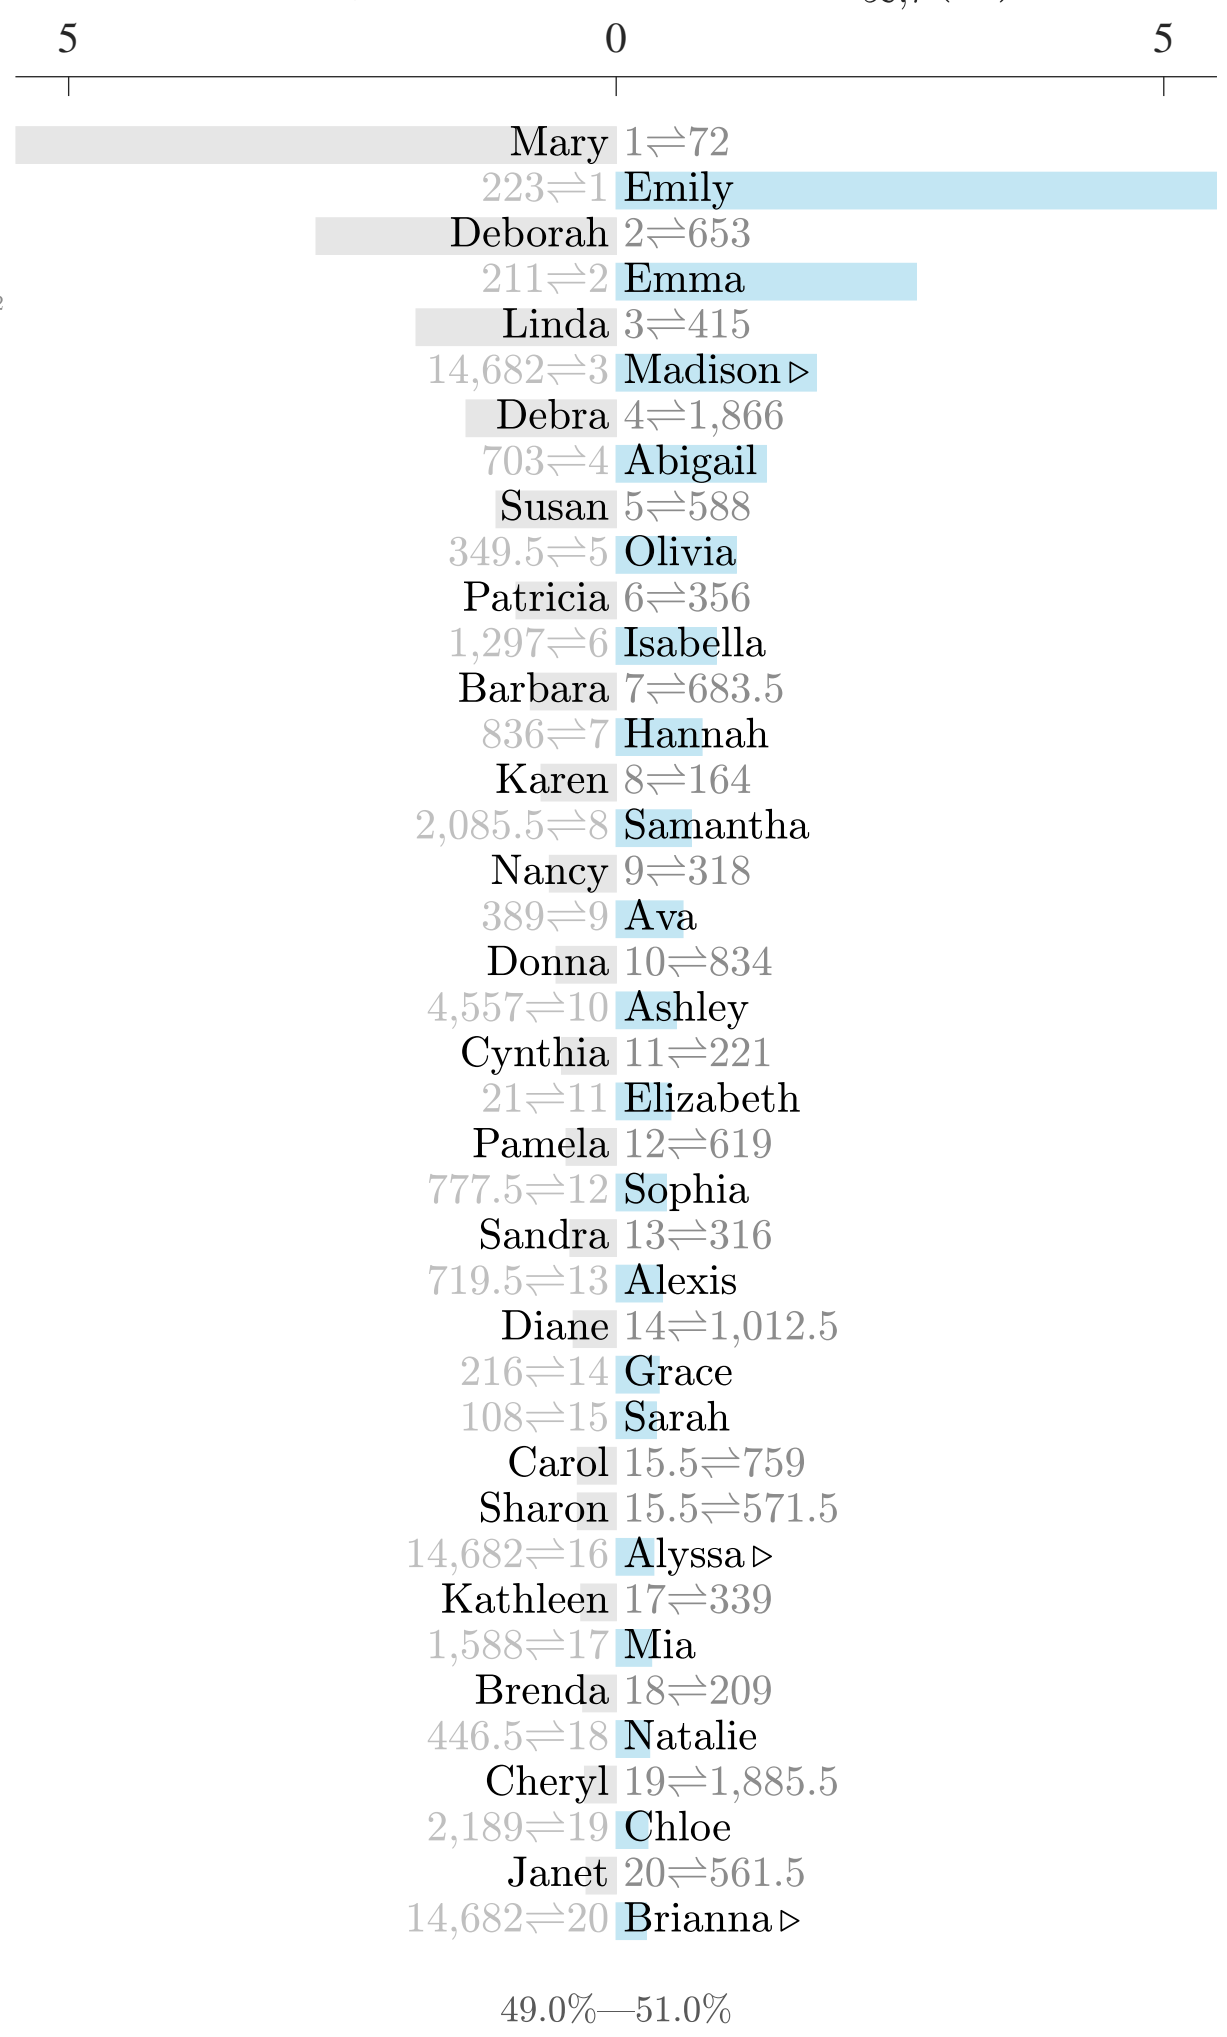 5 0 5
Mary 1⇌72
223⇌1 Emily
Deborah 2⇌653
211⇌2 Emma
2
Linda 3⇌415
14,682⇌3 Madison ▷
Debra 4⇌1,866
703⇌4 Abigail
Susan 5⇌588
349.5⇌5 Olivia
Patricia 6⇌356
1,297⇌6 Isabella
Barbara 7⇌683.5
836⇌7 Hannah
Karen 8⇌164
2,085.5⇌8 Samantha
Nancy 9⇌318
389⇌9 Ava
Donna 10⇌834
4,557⇌10 Ashley
Cynthia 11⇌221
21⇌11 Elizabeth
Pamela 12⇌619
777.5⇌12 Sophia
Sandra 13⇌316
719.5⇌13 Alexis
Diane 14⇌1,012.5
216⇌14 Grace
108⇌15 Sarah
Carol 15.5⇌759
Sharon 15.5⇌571.5
14,682⇌16 Alyssa ▷
Kathleen 17⇌339
1,588⇌17 Mia
Brenda 18⇌209
446.5⇌18 Natalie
Cheryl 19⇌1,885.5
2,189⇌19 Chloe
Janet 20⇌561.5
14,682⇌20 Brianna ▷
49.0%—51.0%